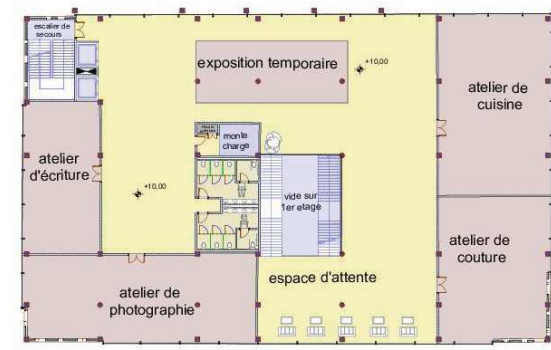 escalier de
secours
exposition temporaire
+10,00
atelier de
cuisine
monte
charge
atelier
d'écriture
+10,00
vide sur
1er etage
atelier de
couture
espace d'attente
atelier de
photographie